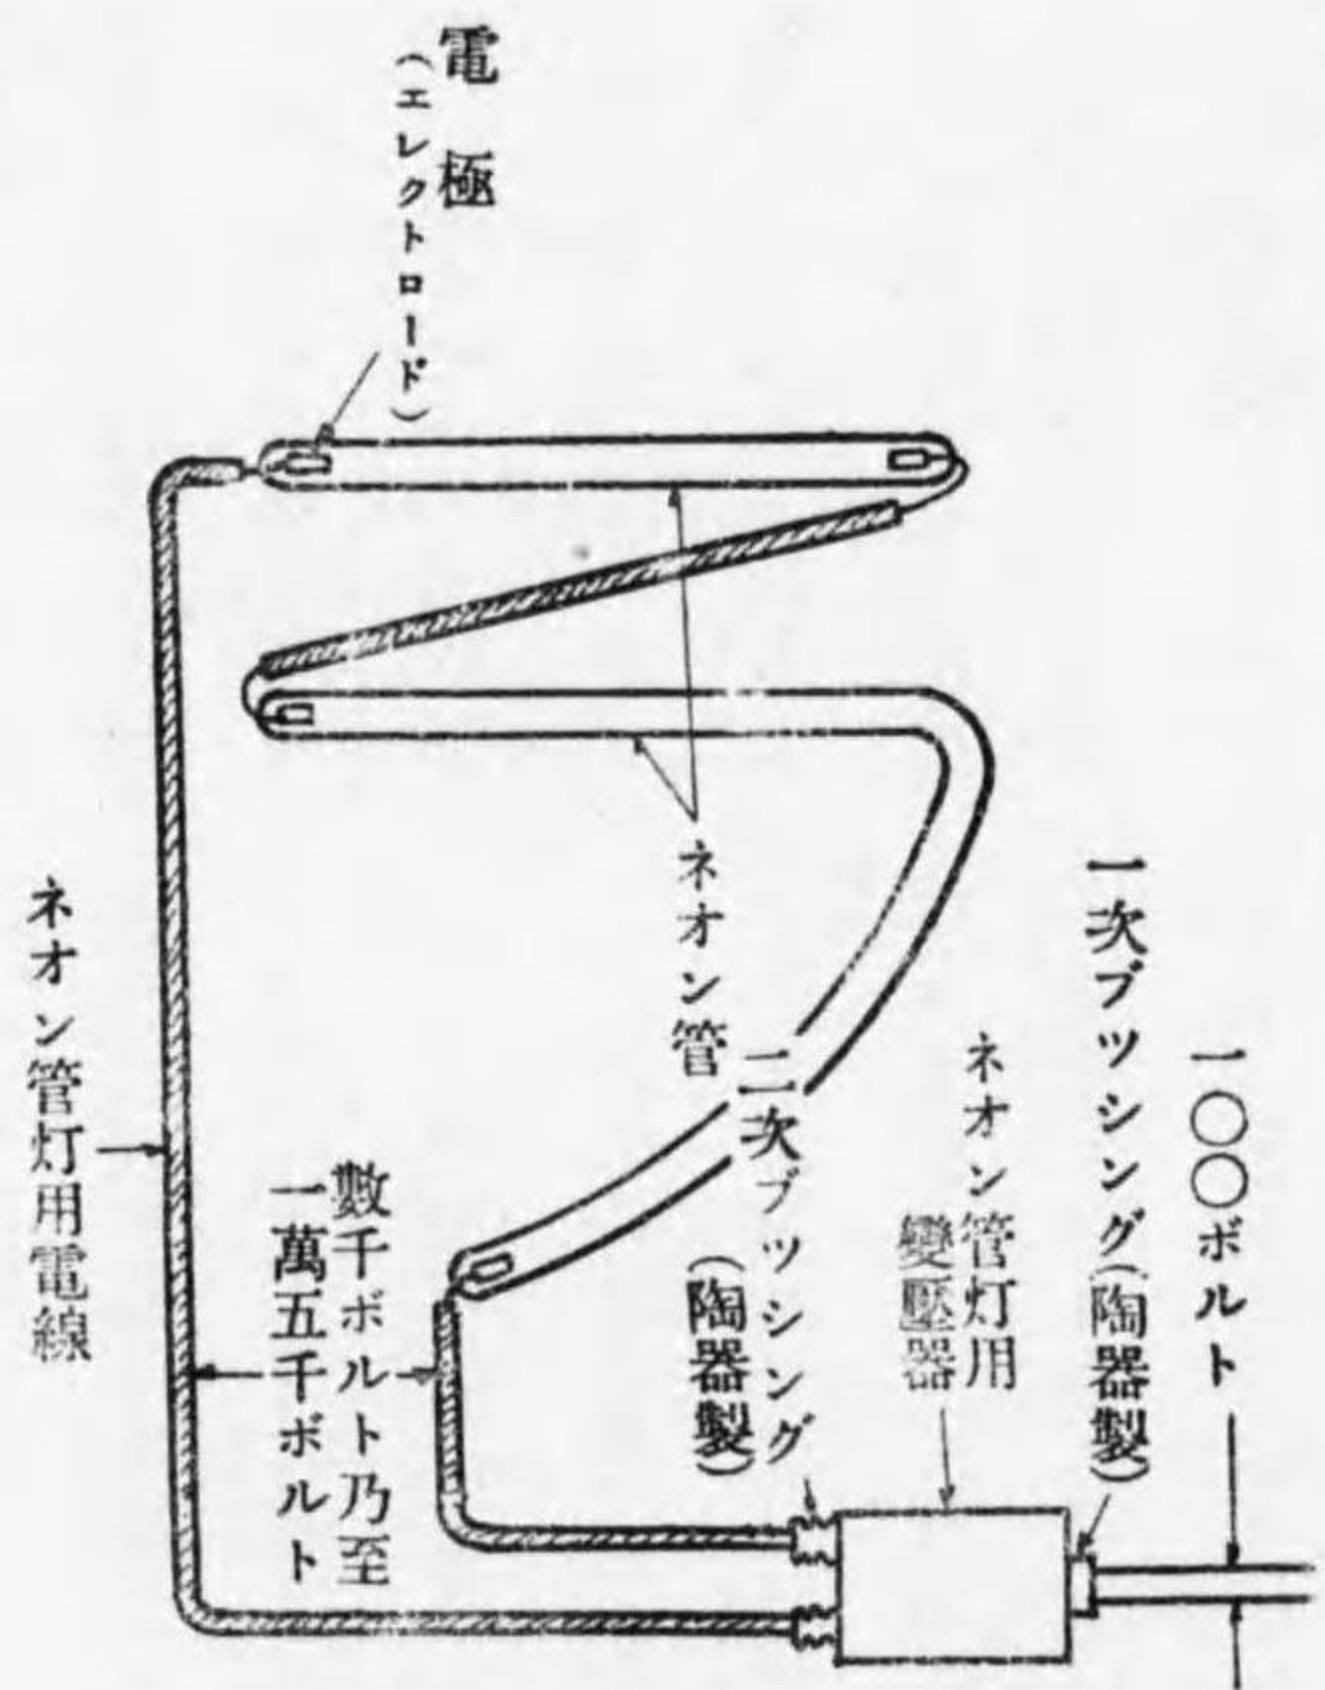 一〇〇ボルト
一次ブツシング(陶器製)
ネオン管灯用
變壓器
二次ブツシング
(陶器製)
ネオン管
電極
(エレクトロード)
數千ボルト乃至
一萬五千ボルト
ネオン管灯用電線